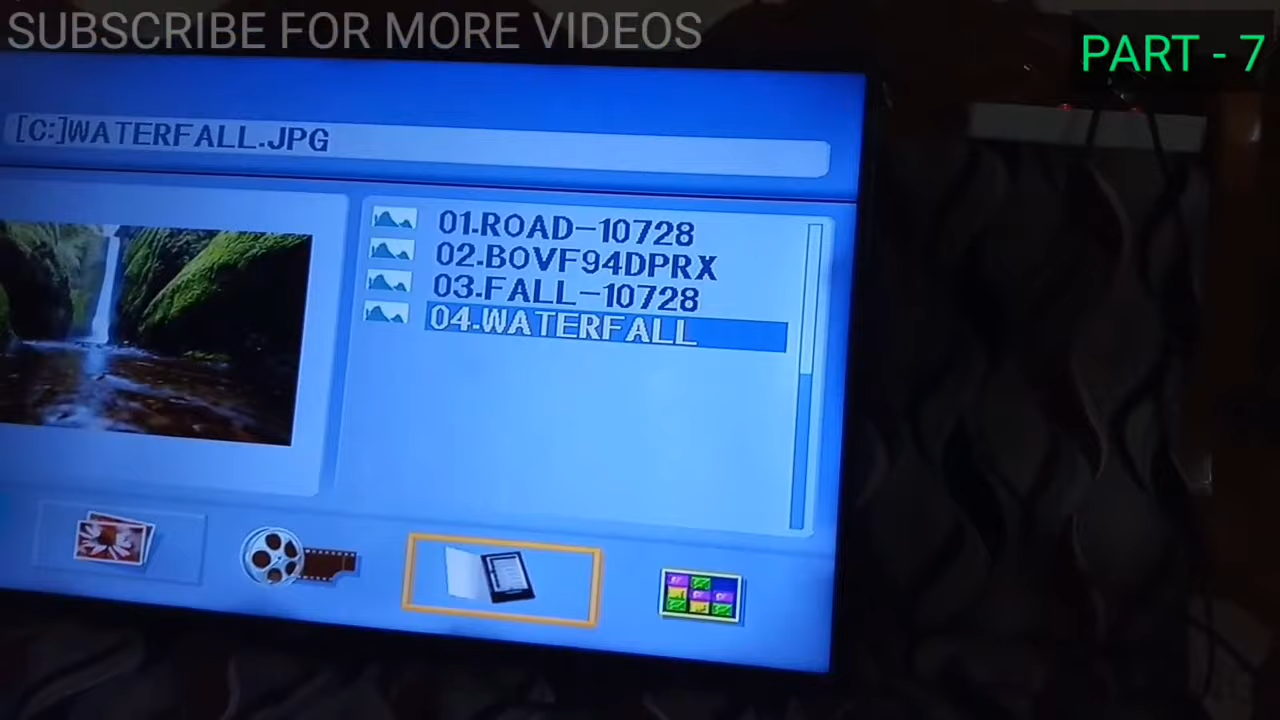 SUBSCRIBE FOR MORE VIDEOS
PART - 7
[C:]WATERFALL.JPG
01.ROAD-10728
02.BOVF94DPRX
03.FALL-10728
04.WATERFALL